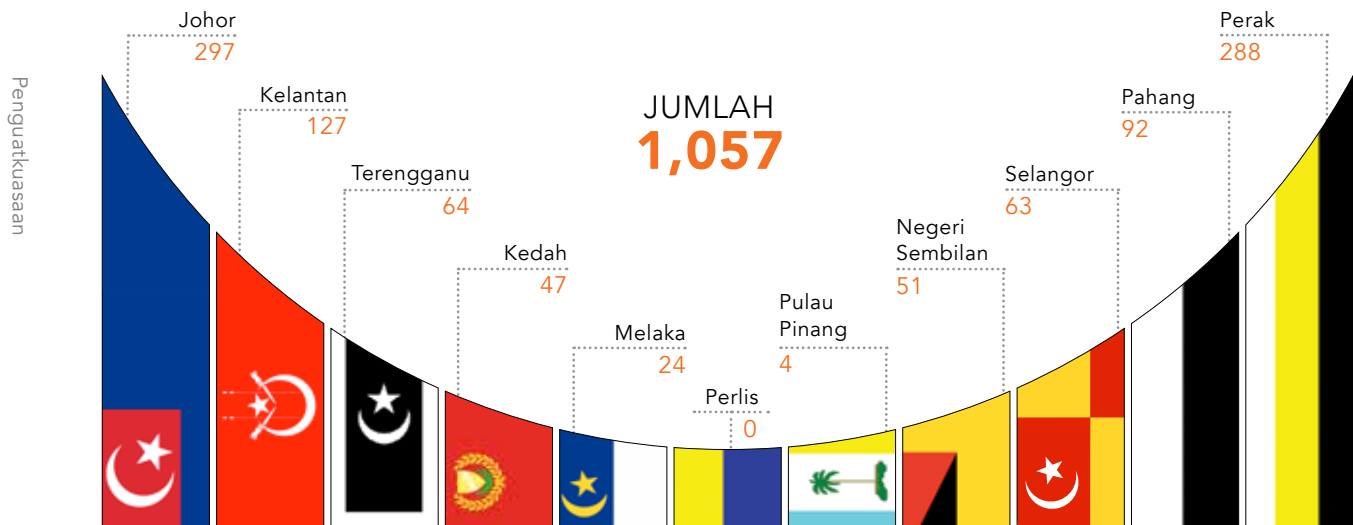 Penguatkuasaan
Johor
297
Kelantan
127
Terengganu
64
Kedah
47
Melaka
24
Perlis
0
JUMLAH
1,057
Pulau
Pinang
4
Negeri
Sembilan
51
Selangor
63
Pahang
92
Perak
288